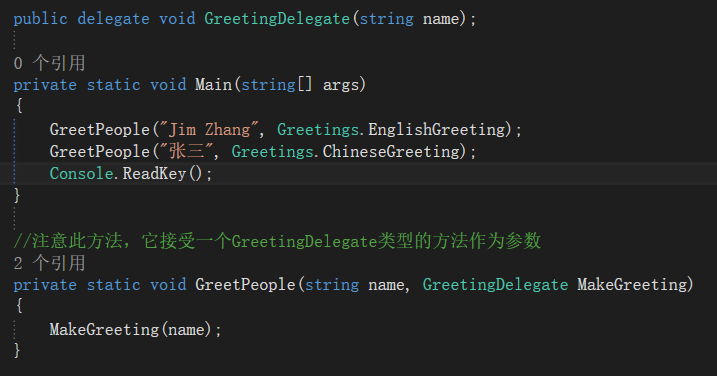 public delegate void GreetingDelegate(string name);
0 个引用
private static void Main(string[] args)
{
GreetPeople("Jim Zhang", Greetings.EnglishGreeting);
GreetPeople("张三", Greetings.ChineseGreeting);
Console.ReadKey();
}
//注意此方法，它接受一个GreetingDelegate类型的方法作为参数
2 个引用
private static void GreetPeople(string name, GreetingDelegate MakeGreeting)
{
MakeGreeting(name);
}